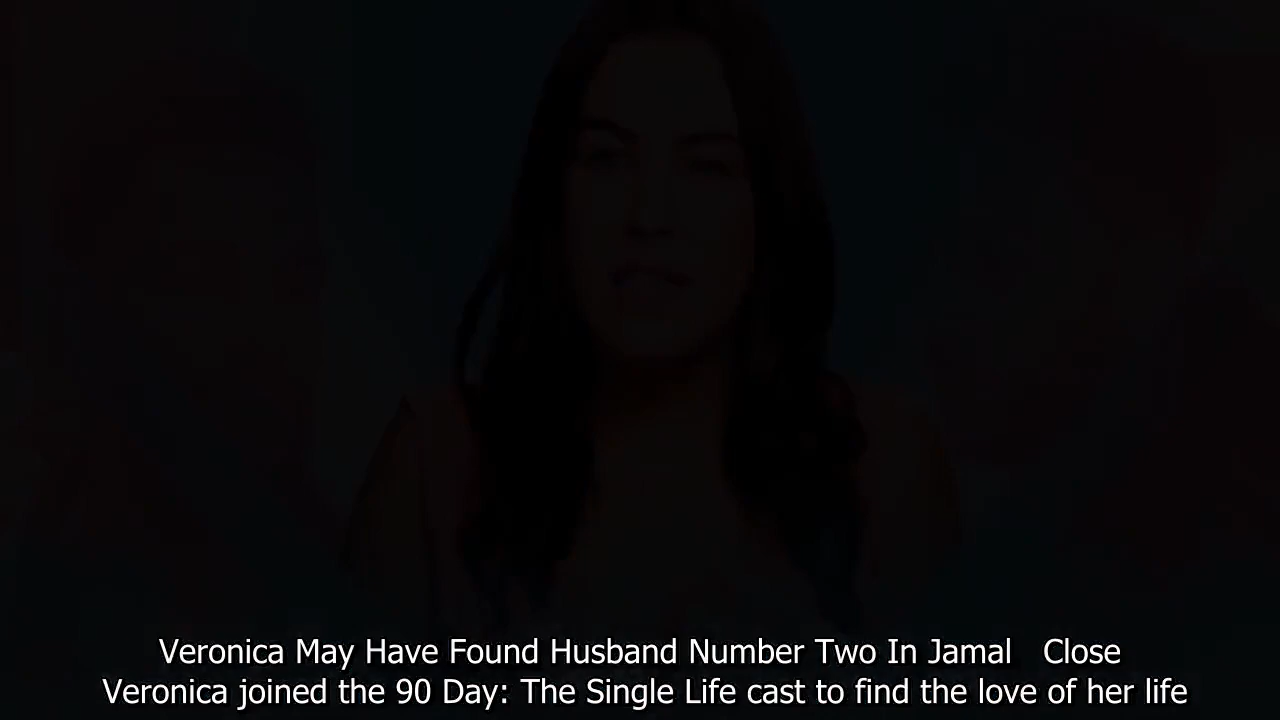 Veronica May Have Found Husband Number Two In Jamal   Close
Veronica joined the 90 Day: The Single Life cast to find the love of her life